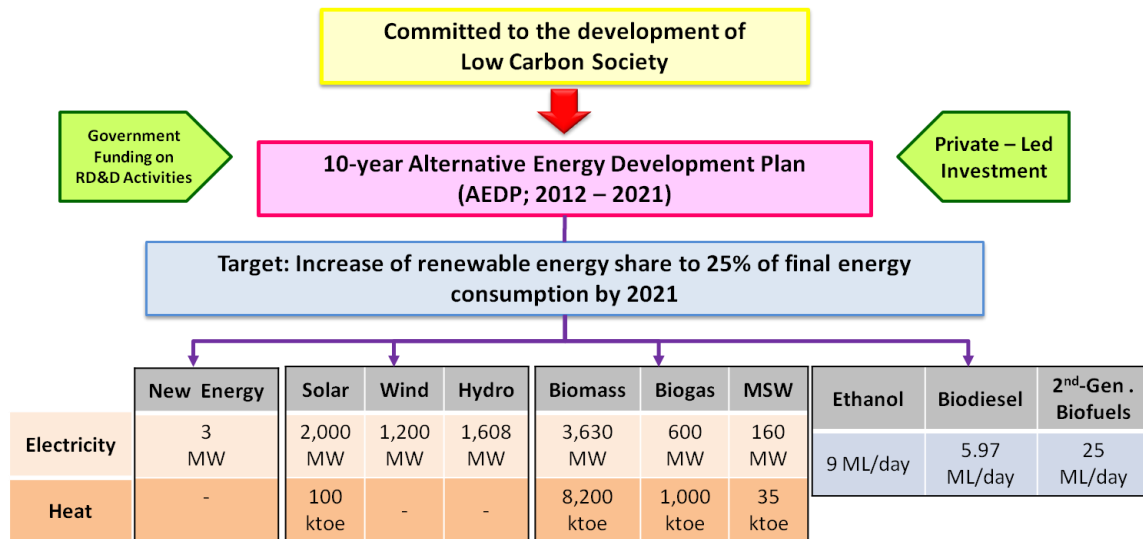 Committed to the development of
Low Carbon Society
Government
Funding on
RD&D Activities
10-year Alternative Energy Development Plan
(AEDP; 2012 – 2021)
Private – Led
Investment
Target: Increase of renewable energy share to 25% of final energy
consumption by 2021
New Energy
Solar Wind Hydro
Biomass Biogas MSW
Ethanol Biodiesel 2nd-Gen .
Biofuels
Electricity
3
MW
2,000
MW
1,200
MW
1,608
MW
3,630
MW
600
MW
160
MW
9 ML/day
5.97
ML/day
25
ML/day
Heat
-
100
ktoe
-
-
8,200
ktoe
1,000
ktoe
35
ktoe